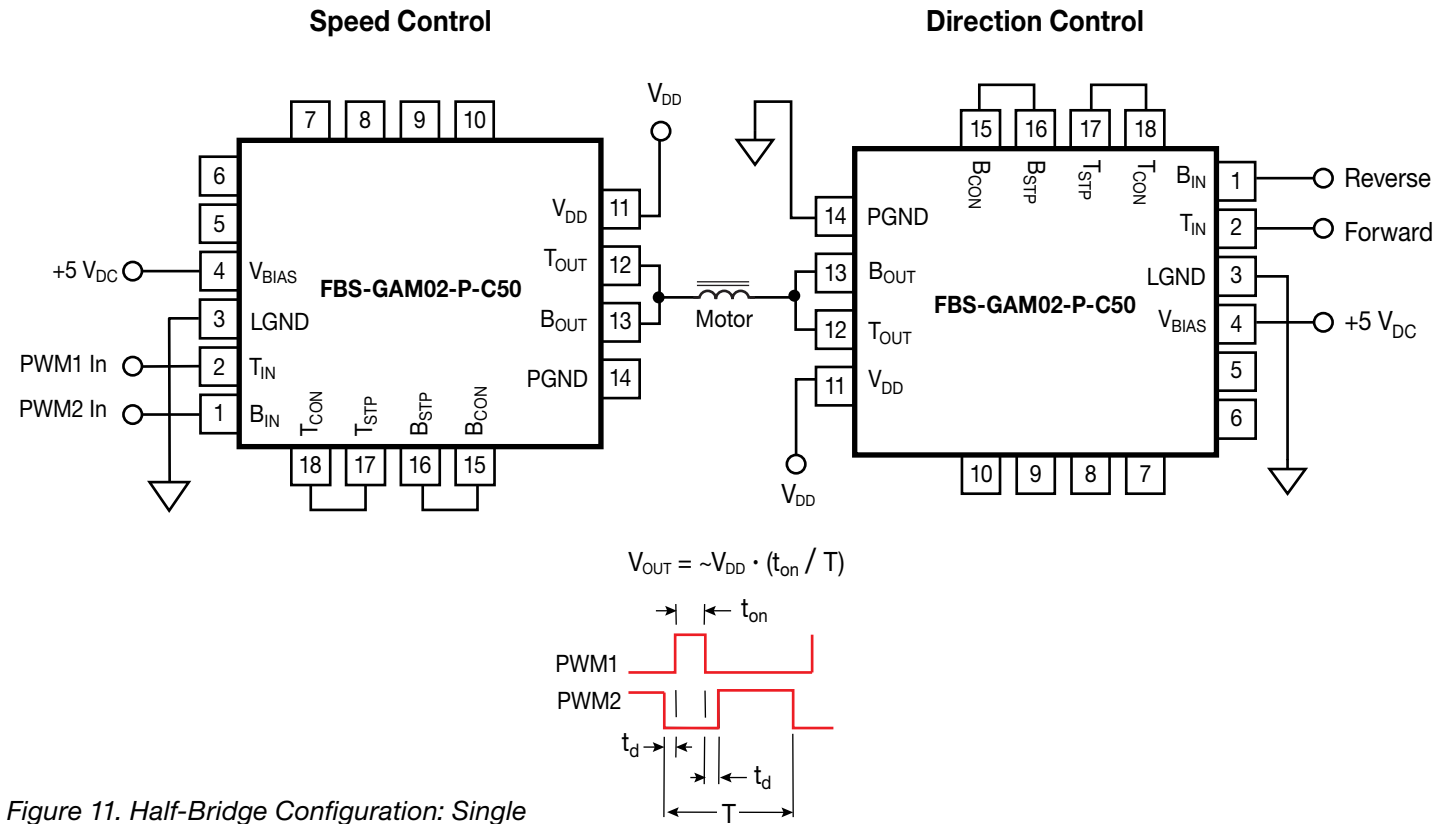 Speed Control
Direction Control
7 8 9 10
6
5
+5 VDC 4 VBIAS
3 LGND
PWM1 In 2 TIN
PWM2 In 1 BIN
FBS-GAM02-P-C50
VDD
VDD 11
TOUT 12
BOUT 13
PGND 14
TCON TSTP BSTP BCON
18 17 16 15
Motor
15 16 17 18
BCON BSTP TSTP TCON
14 PGND
13 BOUT
12 TOUT
11 VDD
VDD
FBS-GAM02-P-C50
BIN 1 Reverse
TIN 2 Forward
LGND 3
VBIAS 4 +5 VDC
5
6
10 9 8 7
VOUT = ~VDD · (ton / T)
ton
PWM1
PWM2
td
td
T
Figure 11. Half-Bridge Configuration: Single